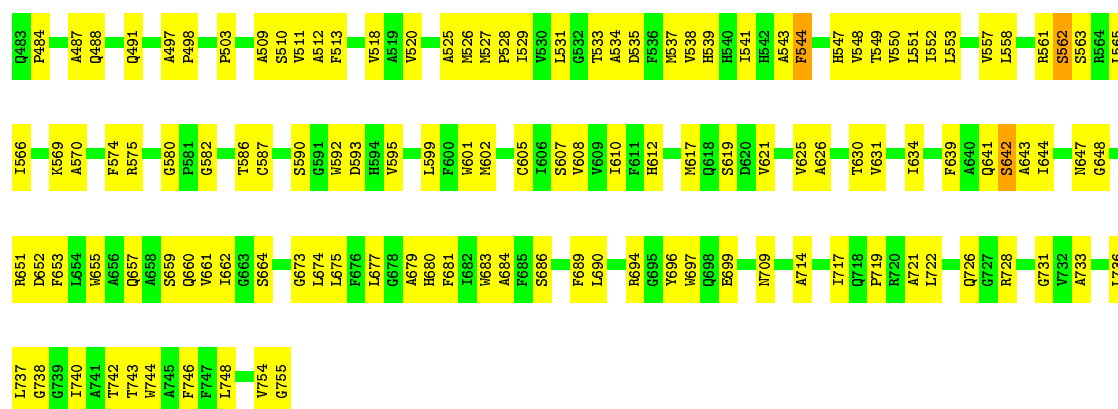 Q483 P484 A487 Q488 Q491 A497 P498 P503 A509 S510 V511 A512 F513 V518 A519 V520 A525 M526 M527 P528 I529 V530 L531 G532 T533 A534 D535 F536 M537 V538 H539 H540 I541 H542 A543 F544 H547 V548 T549 V550 L551 I552 L553 V557 L558 R561 S562 S563 R564 L565
I566 K569 A570 F574 R575 G580 P581 G582 T586 C587 S590 G591 W592 D593 H594 V595 L599 F600 W601 M602 C605 I606 S607 V608 V609 I610 F611 H612 M617 Q618 S619 D620 V621 V625 A626 T630 V631 I634 F639 A640 Q641 S642 A643 I644 N647 G648
R651 D652 F653 L654 W655 A656 Q657 A658 S659 Q660 V661 I662 G663 S664 G673 L674 L675 F676 L677 G678 A679 H680 F681 I682 W683 A684 F685 S686 F689 L690 R694 G695 Y696 W697 Q698 E699 N709 A714 I717 Q718 P719 R720 A721 L722 Q726 G727 R728 G731 V732 A733 L736
L737 G738 G739 I740 A741 T742 T743 W744 A745 F746 F747 L748 V754 G755